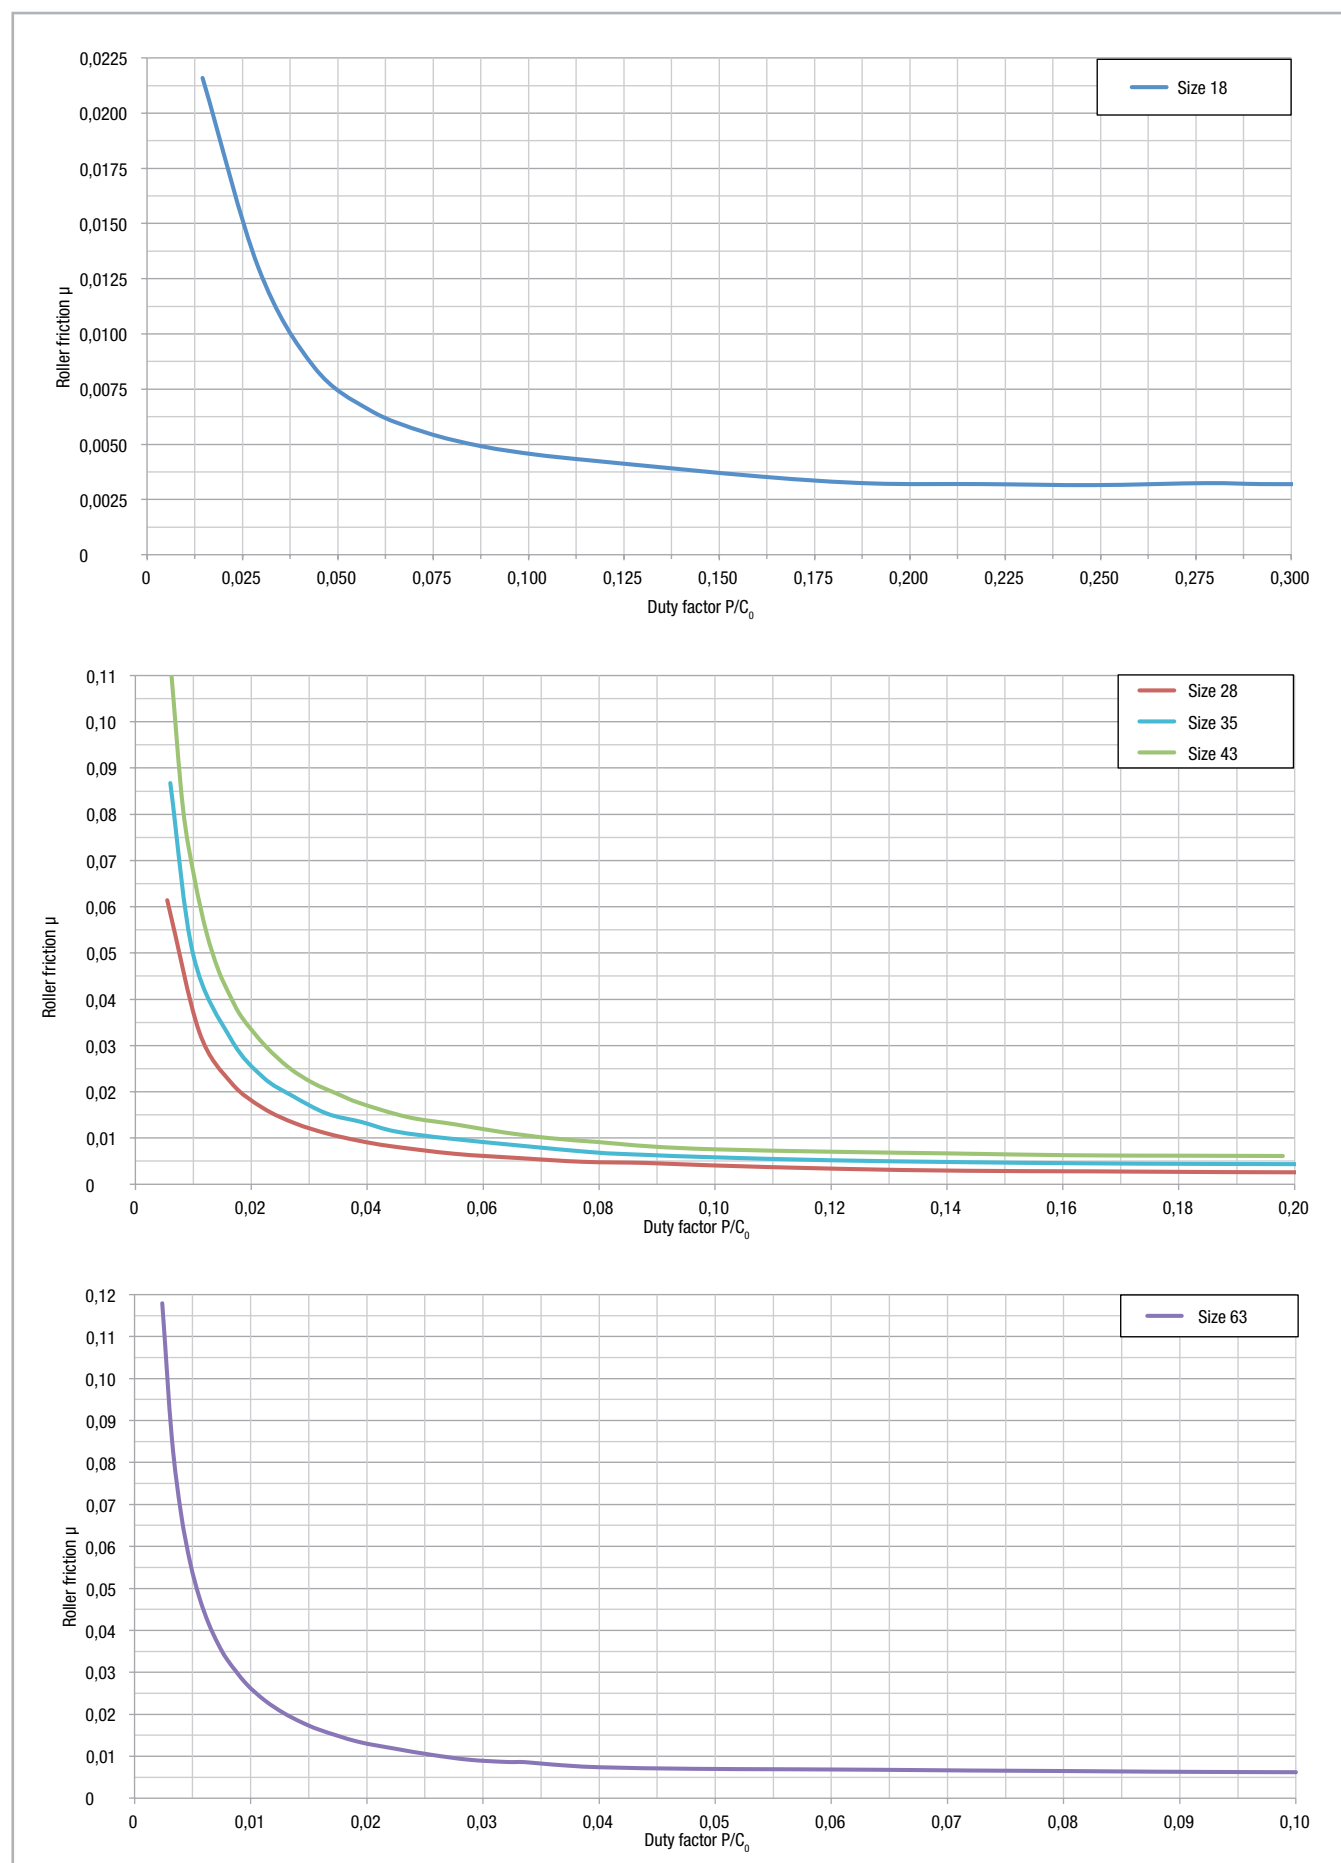 0,0225
Size 18
0,0200
0,0175
0,0150
0,0125
0,0100
0,0075
0,0050
0,0025
0
Roller friction µ
0 0,025 0,050 0,075 0,100 0,125 0,150 0,175 0,200 0,225 0,250 0,275 0,300
Duty factor P/C₀
0,11
Size 28
0,10
Size 35
0,09
Size 43
0,08
0,07
0,06
0,05
0,04
0,03
0,02
0,01
0
Roller friction µ
0 0,02 0,04 0,06 0,08 0,10 0,12 0,14 0,16 0,18 0,20
Duty factor P/C₀
0,12
Size 63
0,11
0,10
0,09
0,08
0,07
0,06
0,05
0,04
0,03
0,02
0,01
0
Roller friction µ
0 0,01 0,02 0,03 0,04 0,05 0,06 0,07 0,08 0,09 0,10
Duty factor P/C₀